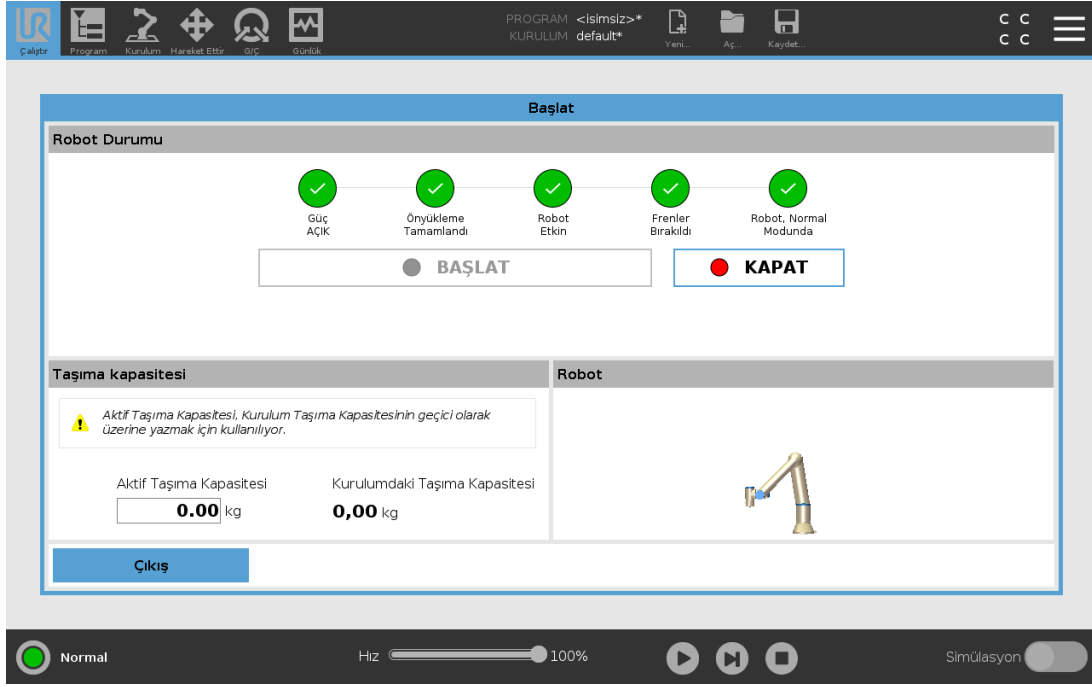 UR
PROGRAM <isimsiz>*
KURULUM default*
C C
C C
Çalıştır Program Kurulum Hareket Ettir G/Ç Günlük Yeni... Aç... Kaydet...
Başlat
Robot Durumu
Güç
AÇIK
Önyükleme
Tamamlandı
Robot
Etkin
Frenler
Bırakıldı
Robot, Normal
Modunda
BAŞLAT
KAPAT
Taşıma kapasitesi
Robot
Aktif Taşıma Kapasitesi, Kurulum Taşıma Kapasitesinin geçici olarak
üzerine yazmak için kullanılıyor.
Aktif Taşıma Kapasitesi
Kurulumdaki Taşıma Kapasitesi
0.00 kg
0,00 kg
Çıkış
Normal
Hız 100%
Simülasyon